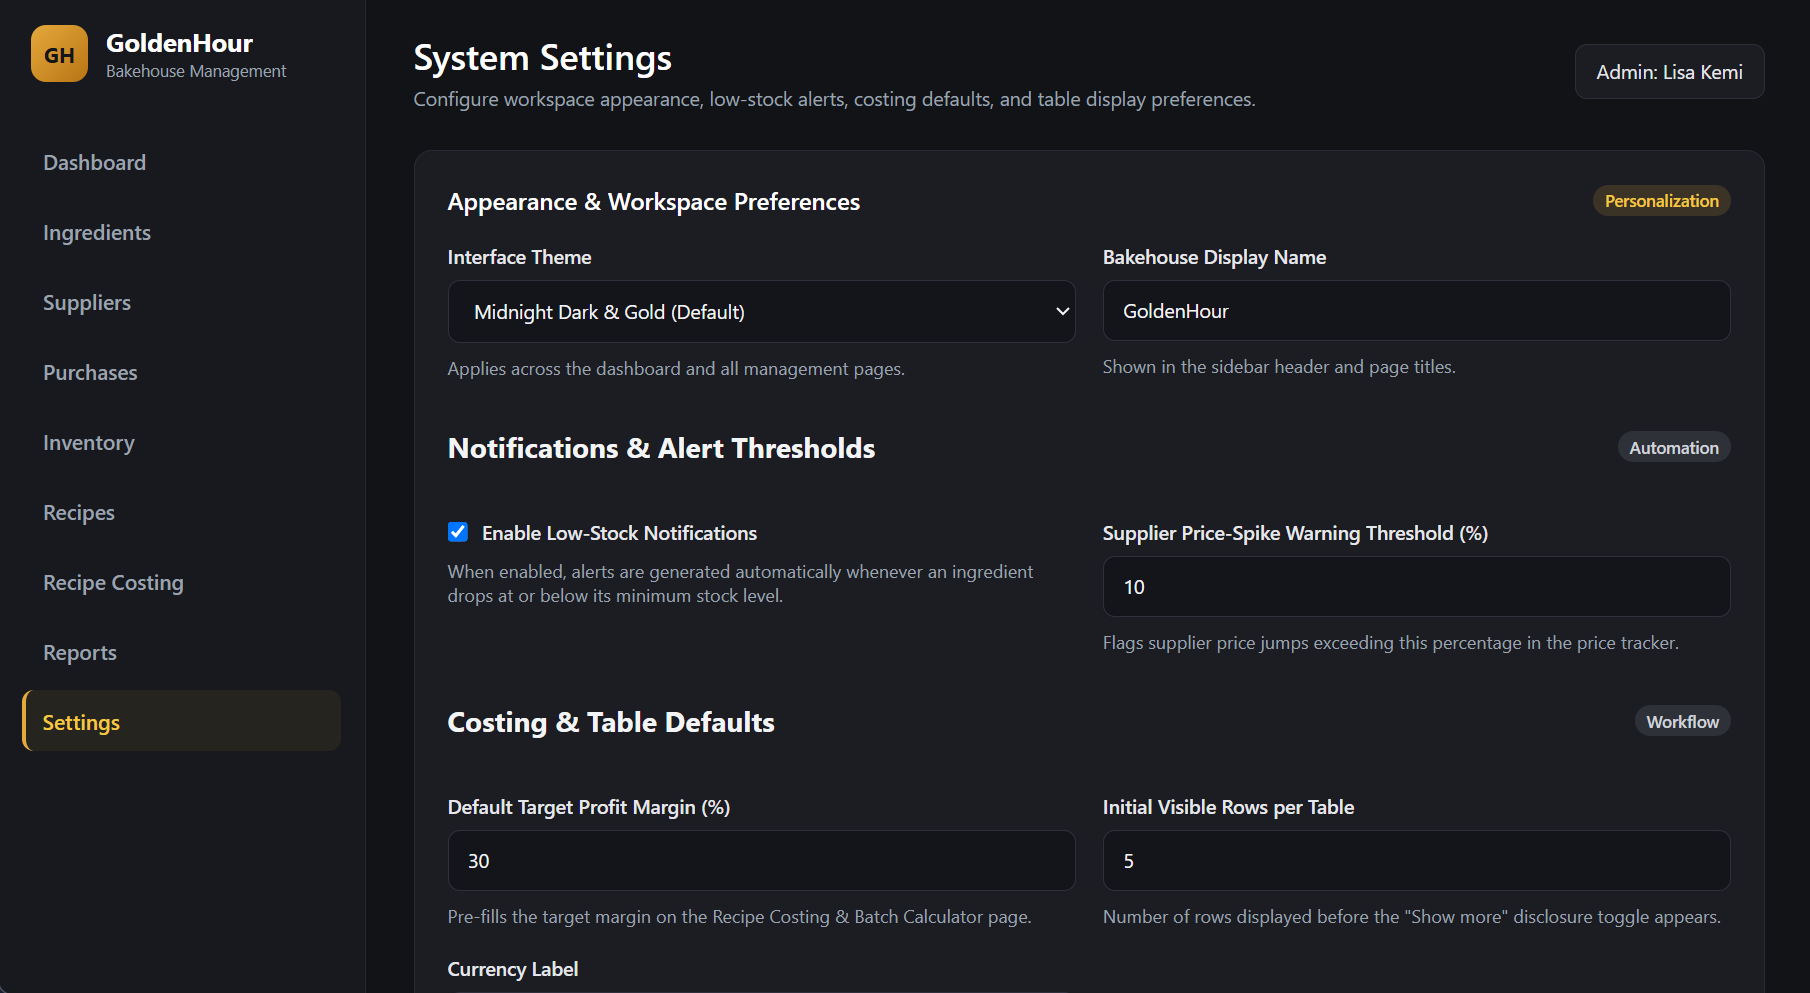 GH
GoldenHour
Bakehouse Management
Dashboard
Ingredients
Suppliers
Purchases
Inventory
Recipes
Recipe Costing
Reports
Settings
System Settings
Configure workspace appearance, low-stock alerts, costing defaults, and table display preferences.
Admin: Lisa Kemi
Appearance & Workspace Preferences
Personalization
Interface Theme
Midnight Dark & Gold (Default)
Applies across the dashboard and all management pages.
Bakehouse Display Name
GoldenHour
Shown in the sidebar header and page titles.
Notifications & Alert Thresholds
Automation
Enable Low-Stock Notifications
When enabled, alerts are generated automatically whenever an ingredient
drops at or below its minimum stock level.
Supplier Price-Spike Warning Threshold (%)
10
Flags supplier price jumps exceeding this percentage in the price tracker.
Costing & Table Defaults
Workflow
Default Target Profit Margin (%)
30
Pre-fills the target margin on the Recipe Costing & Batch Calculator page.
Initial Visible Rows per Table
5
Number of rows displayed before the "Show more" disclosure toggle appears.
Currency Label